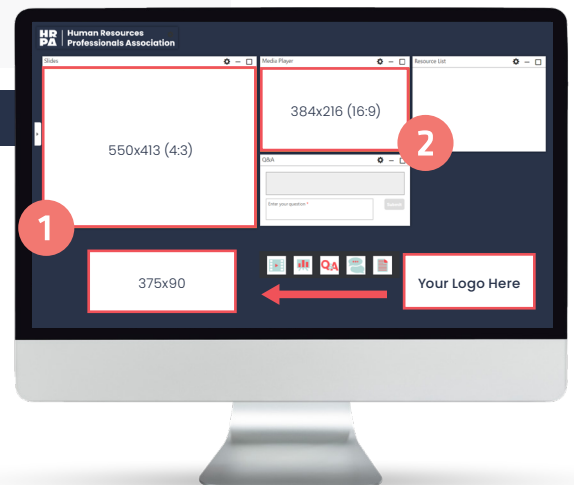 HR
PA
Human Resources
Professionals Association
Slides
Media Player
Resource List
550x413 (4:3)
384x216 (16:9)
1
2
Q&A
Enter your question *
Submit
QA
375x90
Your Logo Here